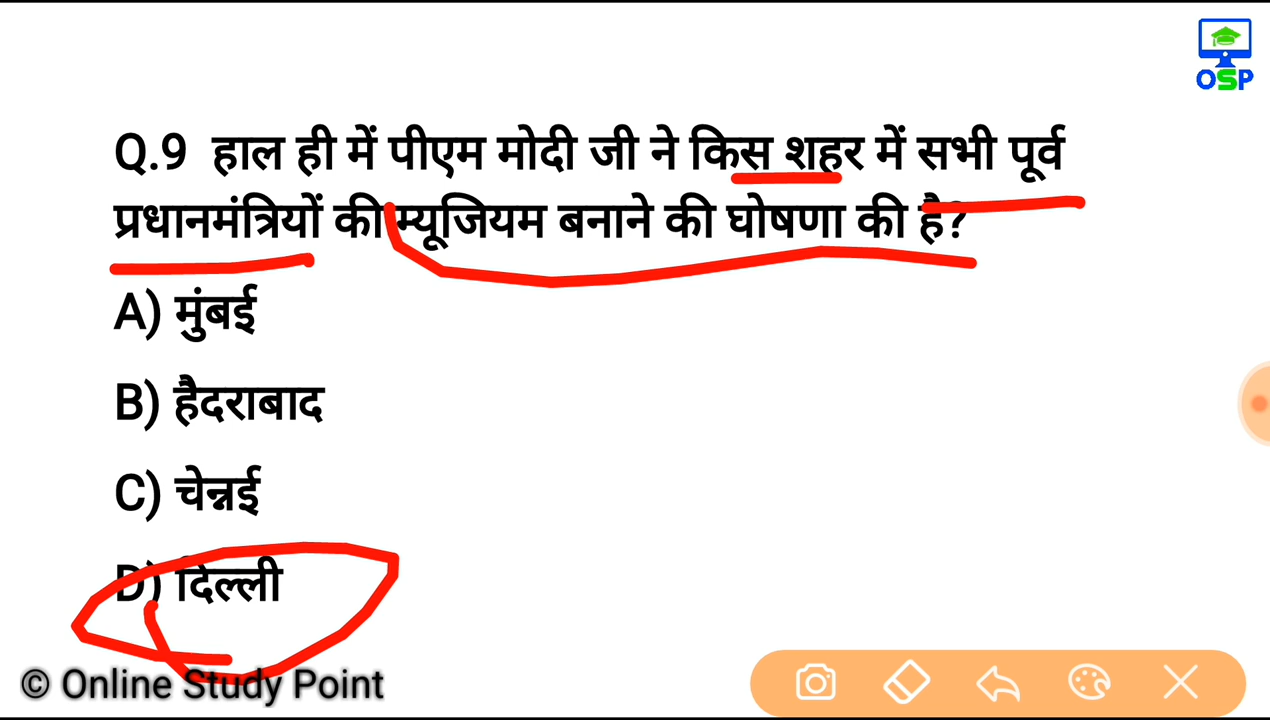 OSP
Q.9 हाल ही में पीएम मोदी जी ने किस शहर में सभी पूर्व
प्रधानमंत्रियों की म्यूजियम बनाने की घोषणा की है?
A) मुंबई
B) हैदराबाद
C) चेन्नई
D) दिल्ली
© Online Study Point